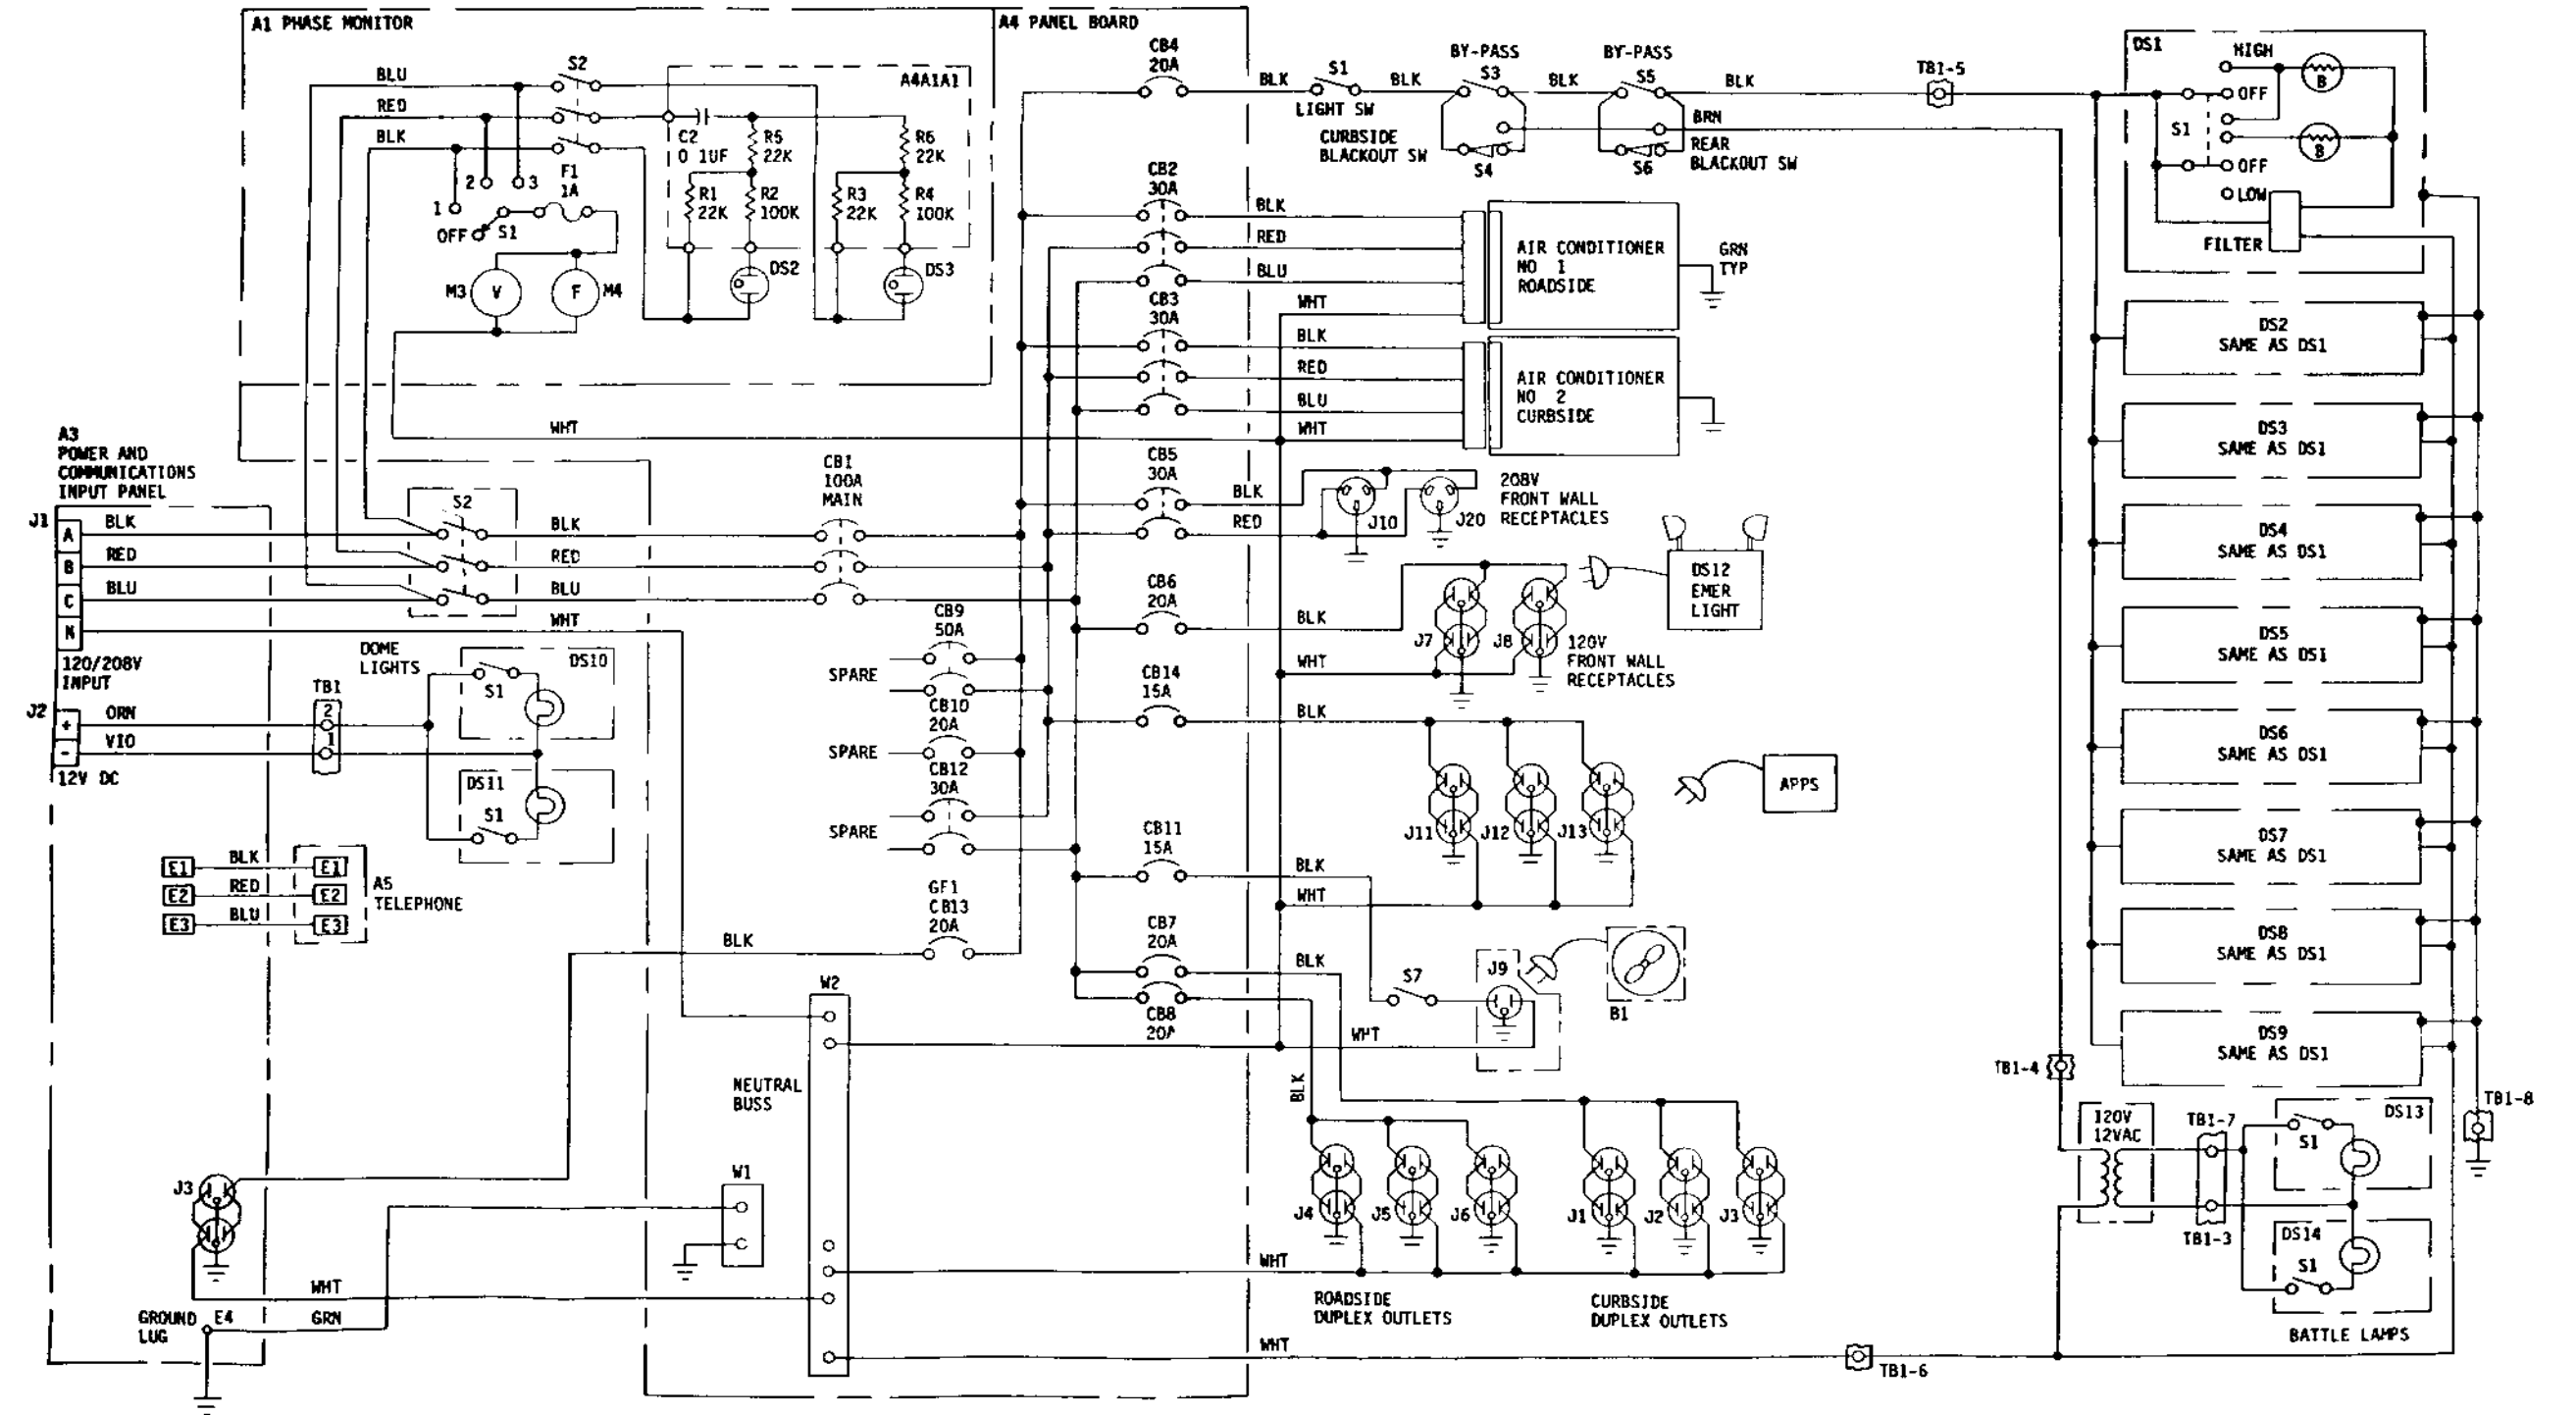 A1 PHASE MONITOR
A4 PANEL BOARD
BLU
RED
BLK
S2
A4A1A1
C2
0 1UF
R5
22K
R6
22K
R1
22K
R2
100K
R3
22K
R4
100K
DS2
DS3
2
3
1
OFF
S1
F1
1A
M3
V
F
M4
WHT
CB4
20A
BLK
S1
LIGHT SW
BLK
BY-PASS
S3
BLK
BY-PASS
S5
BLK
TB1-5
CURBSIDE
BLACKOUT SW
S4
S6
BRN
REAR
BLACKOUT SW
CB2
30A
BLK
RED
BLU
WHT
AIR CONDITIONER
NO 1
ROADSIDE
GRN
TYP
CB3
30A
BLK
RED
BLU
WHT
AIR CONDITIONER
NO 2
CURBSIDE
DS1
HIGH
OFF
S1
OFF
LOW
B
B
FILTER
DS2
SAME AS DS1
DS3
SAME AS DS1
DS4
SAME AS DS1
DS5
SAME AS DS1
DS6
SAME AS DS1
DS7
SAME AS DS1
DS8
SAME AS DS1
DS9
SAME AS DS1
A3
POWER AND
COMMUNICATIONS
INPUT PANEL
J1
A
B
C
N
BLK
RED
BLU
S2
BLK
RED
BLU
WHT
CB1
100A
MAIN
120/208V
INPUT
J2
+
-
ORN
VIO
12V DC
TB1
2
1
DOME
LIGHTS
DS10
S1
DS11
S1
E1
E2
E3
BLK
RED
BLU
E1
E2
E3
A5
TELEPHONE
CB9
50A
SPARE
CB10
20A
SPARE
CB12
30A
SPARE
GF1
CB13
20A
BLK
CB5
30A
BLK
RED
J10
J20
208V
FRONT WALL
RECEPTACLES
CB6
20A
BLK
WHT
J7
J8
120V
FRONT WALL
RECEPTACLES
DS12
EMER
LIGHT
CB14
15A
BLK
J11
J12
J13
APPS
CB11
15A
BLK
WHT
CB7
20A
BLK
S7
J9
B1
CB8
20A
WHT
BLK
W2
NEUTRAL
BUSS
W1
J3
WHT
GRN
GROUND
LUG
E4
J4
J5
J6
J1
J2
J3
WHT
ROADSIDE
DUPLEX OUTLETS
CURBSIDE
DUPLEX OUTLETS
WHT
TB1-6
TB1-4
120V
12VAC
TB1-7
TB1-3
DS13
S1
DS14
S1
BATTLE LAMPS
TB1-8